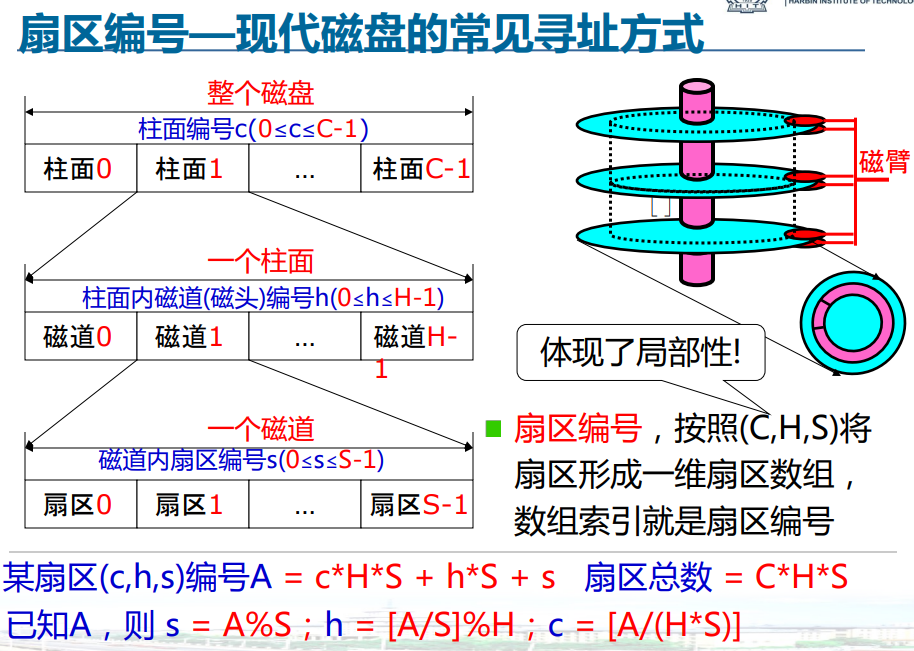 HARBIN INSTITUTE OF TECHNOLO
扇区编号—现代磁盘的常见寻址方式
整个磁盘
柱面编号c(0≤c≤C-1)
柱面0 柱面1 ... 柱面C-1
磁臂
一个柱面
柱面内磁道(磁头)编号h(0≤h≤H-1)
磁道0 磁道1 ... 磁道H-
1
体现了局部性!
一个磁道
磁道内扇区编号s(0≤s≤S-1)
扇区0 扇区1 ... 扇区S-1
扇区编号，按照(C,H,S)将
扇区形成一维扇区数组，
数组索引就是扇区编号
某扇区(c,h,s)编号A = c*H*S + h*S + s 扇区总数 = C*H*S
已知A，则 s = A%S；h = [A/S]%H；c = [A/(H*S)]